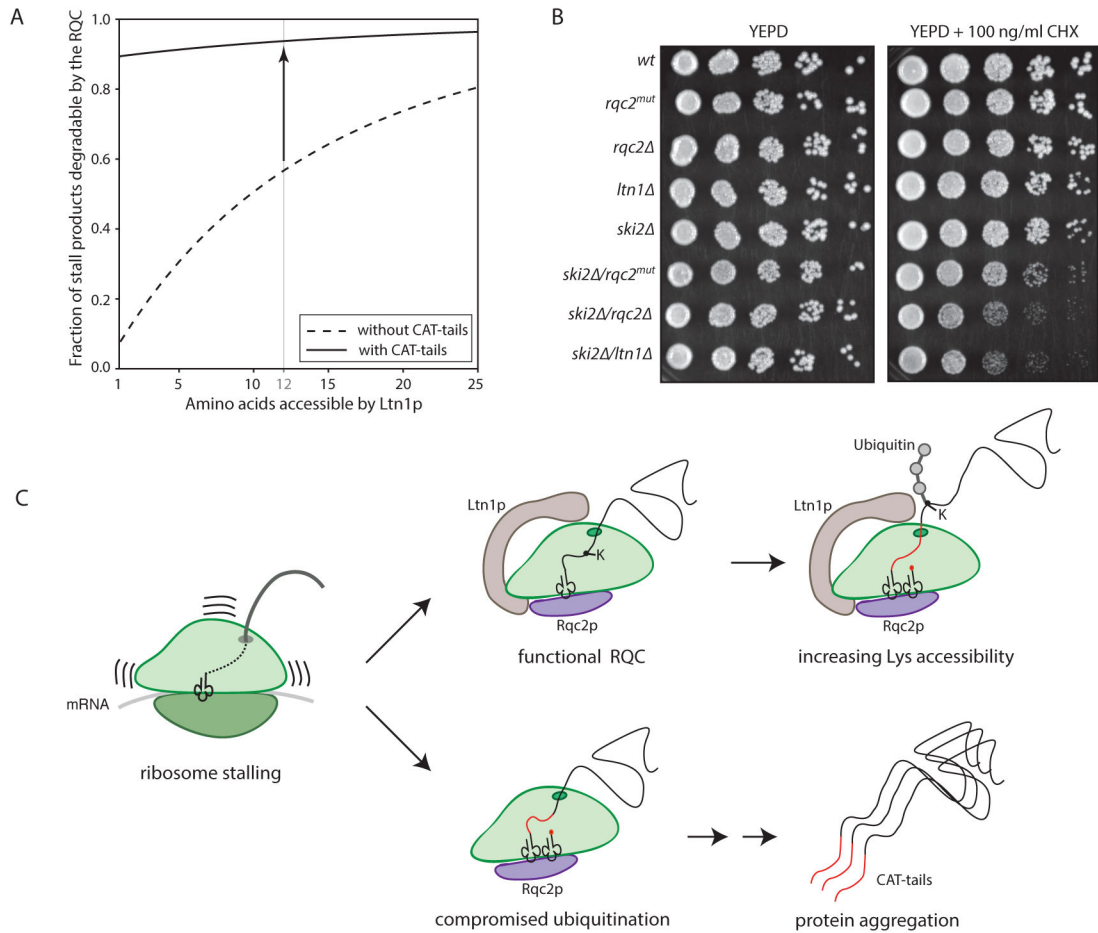 A
Fraction of stall products degradable by the RQC
1.0
0.8
0.6
0.4
0.2
0.0
without CAT-tails
with CAT-tails
1
5
10
12
15
20
25
Amino acids accessible by Ltn1p
B
YEPD
YEPD + 100 ng/ml CHX
wt
rqc2mut
rqc2Δ
ltn1Δ
ski2Δ
ski2Δ/rqc2mut
ski2Δ/rqc2Δ
ski2Δ/ltn1Δ
C
mRNA
ribosome stalling
Ltn1p
K
Rqc2p
functional RQC
Ubiquitin
Ltn1p
K
Rqc2p
increasing Lys accessibility
Rqc2p
compromised ubiquitination
CAT-tails
protein aggregation